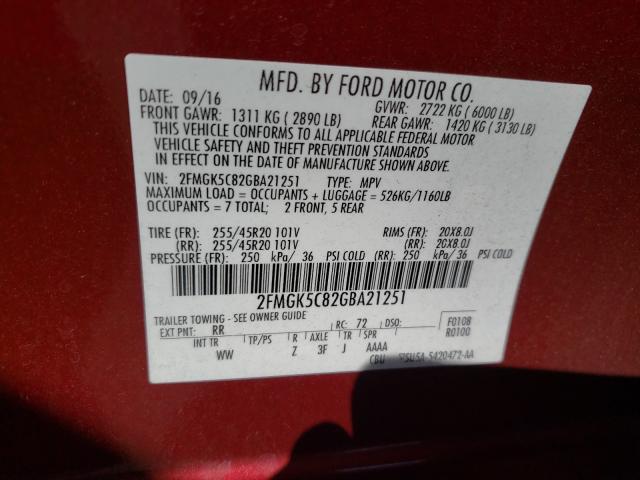 MFD. BY FORD MOTOR CO.
DATE: 09/16 GVWR: 2722 KG ( 6000 LB)
FRONT GAWR: 1311 KG ( 2890 LB) REAR GAWR: 1420 KG ( 3130 LB)
THIS VEHICLE CONFORMS TO ALL APPLICABLE FEDERAL MOTOR
VEHICLE SAFETY AND THEFT PREVENTION STANDARDS
IN EFFECT ON THE DATE OF MANUFACTURE SHOWN ABOVE.
VIN: 2FMGK5C82GBA21251 TYPE: MPV
MAXIMUM LOAD = OCCUPANTS + LUGGAGE = 526KG/1160LB
OCCUPANTS = 7 TOTAL; 2 FRONT, 5 REAR
TIRE (FR): 255/45R20 101V RIMS (FR): 20X8.0J
(RR): 255/45R20 101V (RR): 20X8.0J
PRESSURE (FR): 250 kPa/ 36 PSI COLD (RR): 250 kPa/ 36 PSI COLD
2FMGK5C82GBA21251
TRAILER TOWING - SEE OWNER GUIDE
EXT PNT: RR RC: 72 DSO: F0108
INT TR TP/PS R AXLE TR SPR R0100
WW Z 3F J AAAA
CBU